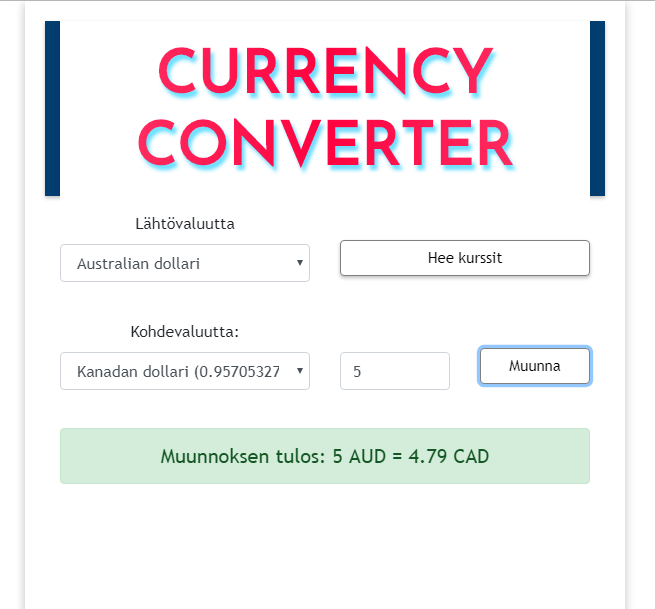 CURRENCY
CONVERTER
Lähtövaluutta
Australian dollari
Hee kurssit
Kohdevaluutta:
Kanadan dollari (0.95705327
5
Muunna
Muunnoksen tulos: 5 AUD = 4.79 CAD